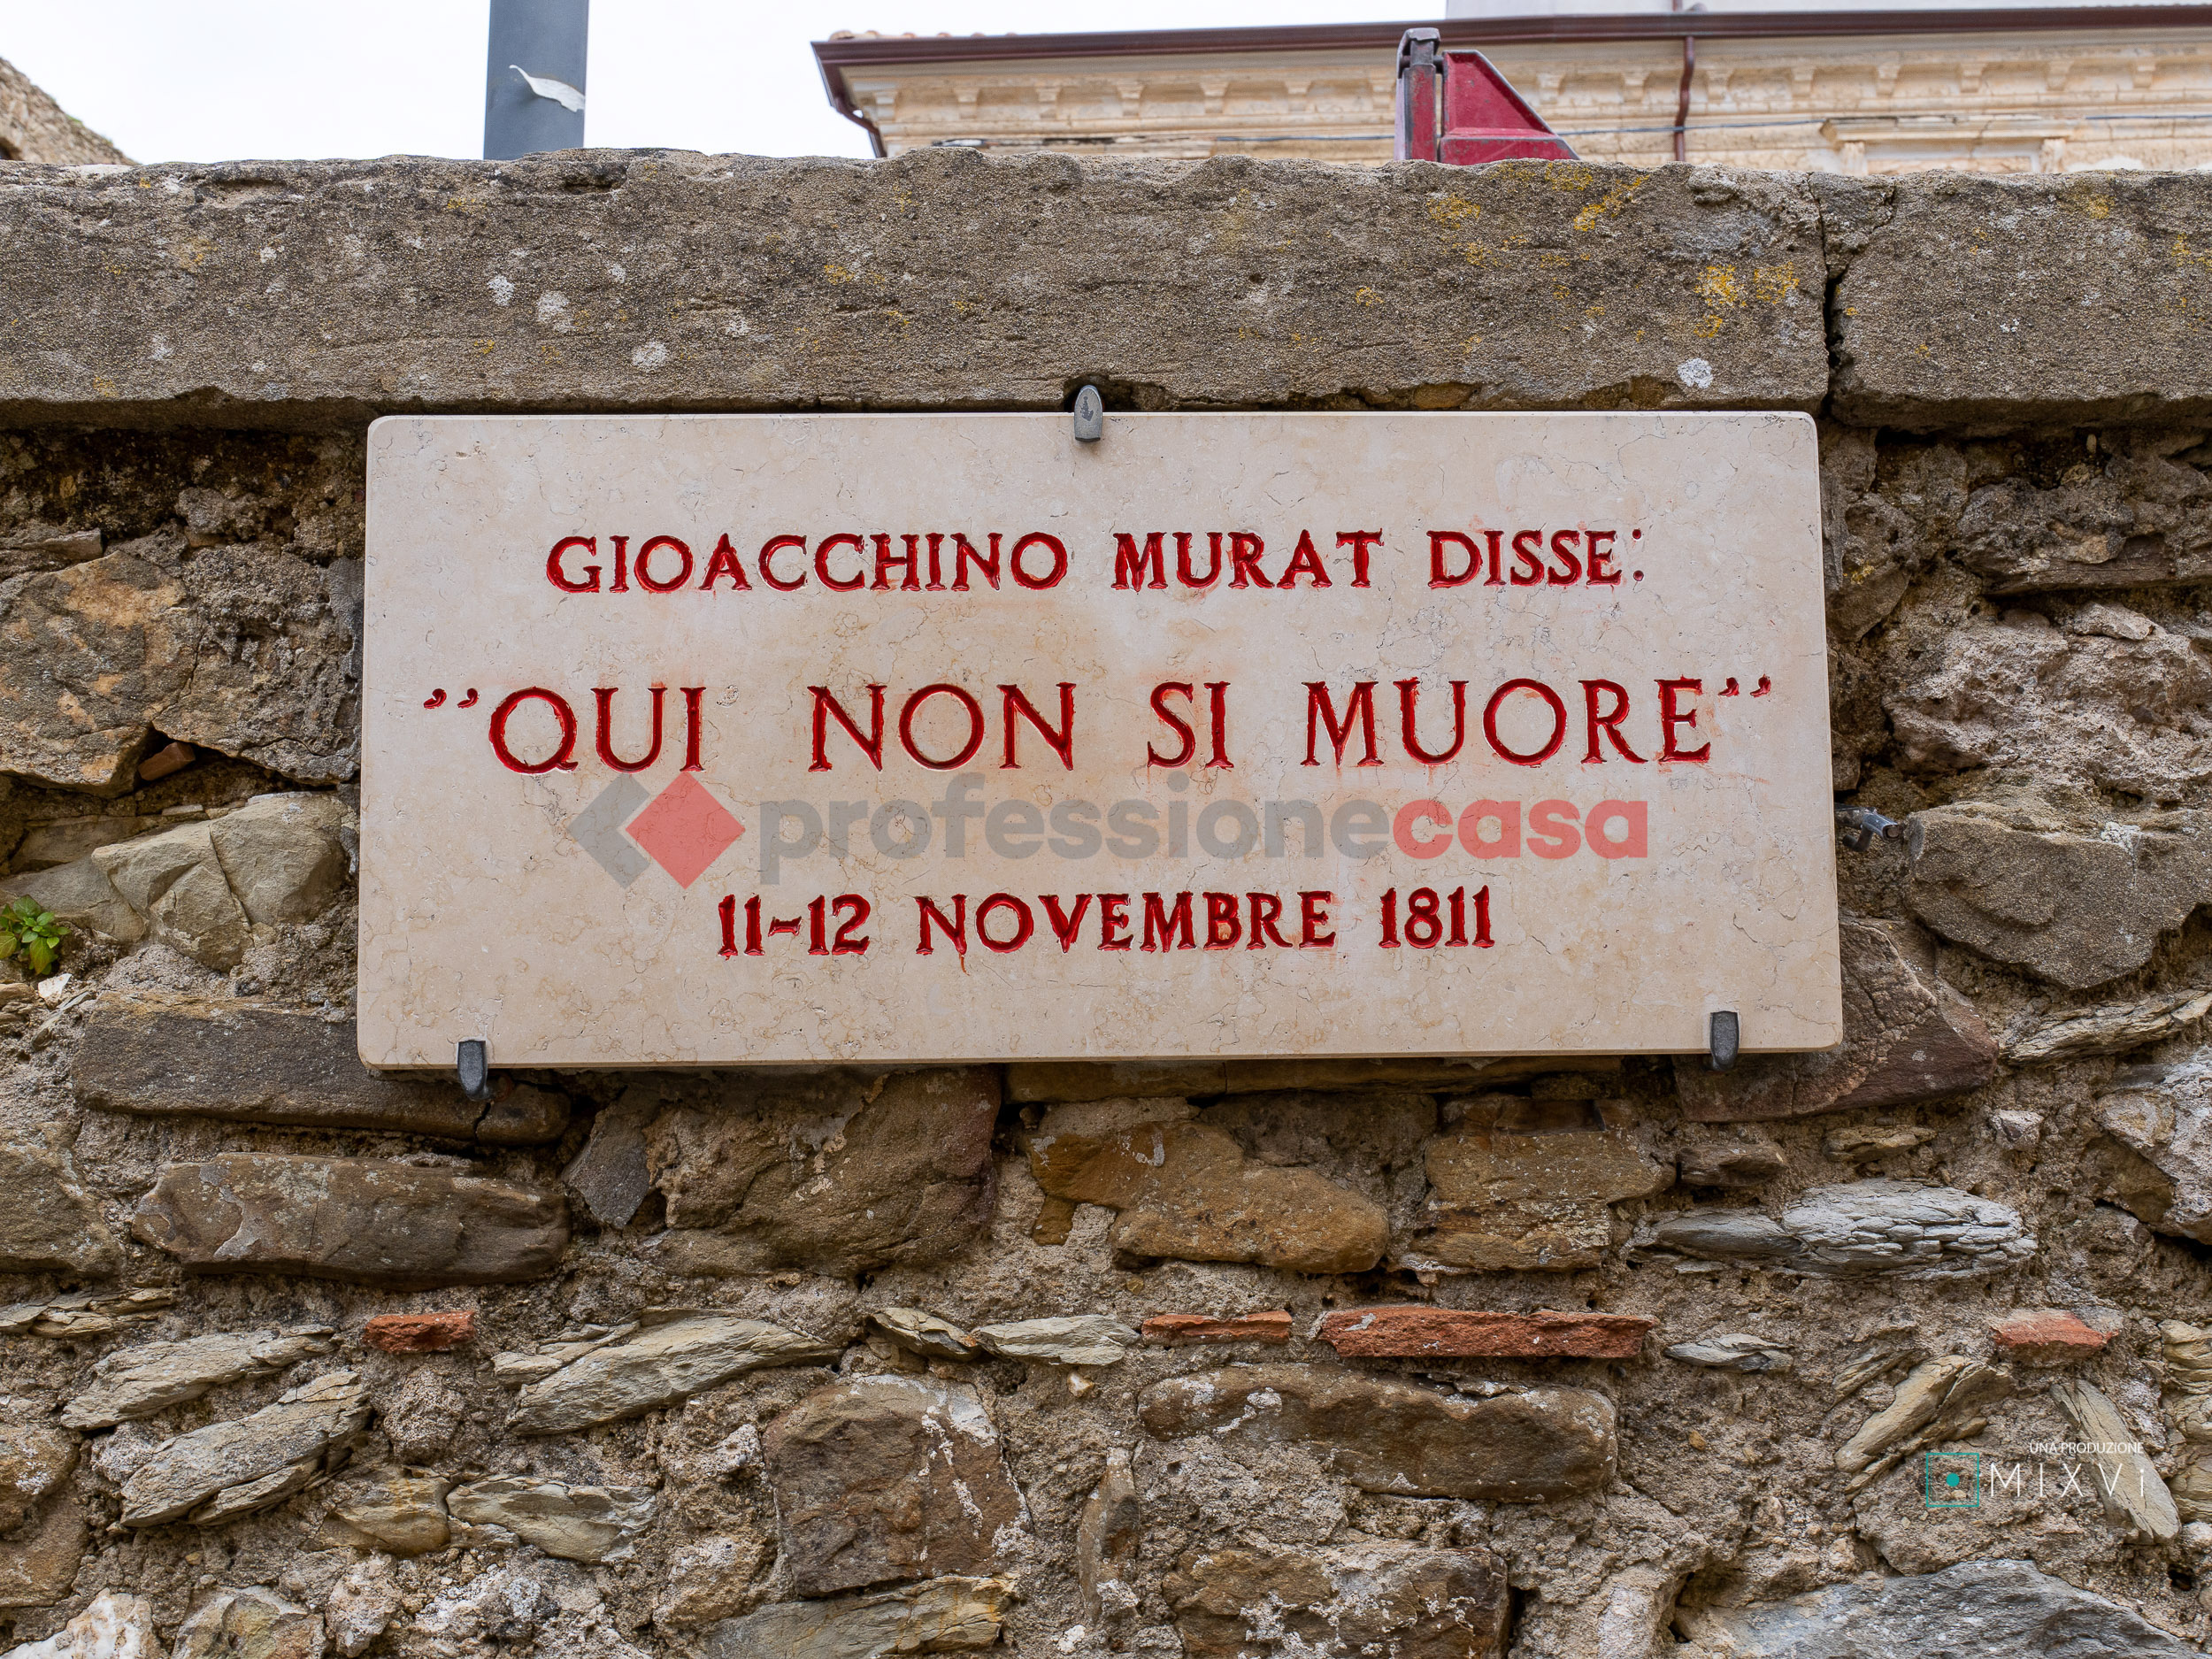 GIOACCHINO MURAT DISSE:
"QUI NON SI MUORE"
professionecasa
11-12 NOVEMBRE 1811
UNA PRODUZIONE
MIXVi